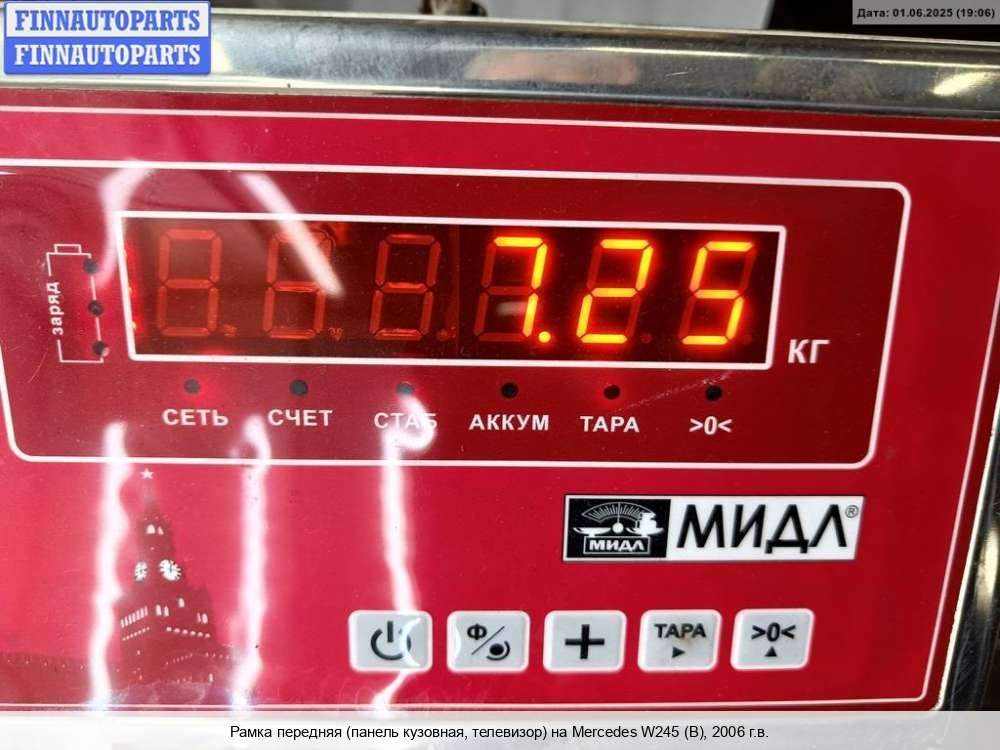 FINNAUTOPARTS
FINNAUTOPARTS
Дата: 01.06.2025 (19:06)
заряд
7.25
КГ
СЕТЬ СЧЕТ СТАБ АККУМ ТАРА >0<
МИДЛ МИДЛ®
Ф ТАРА >0<
Рамка передняя (панель кузовная, телевизор) на Mercedes W245 (B), 2006 г.в.